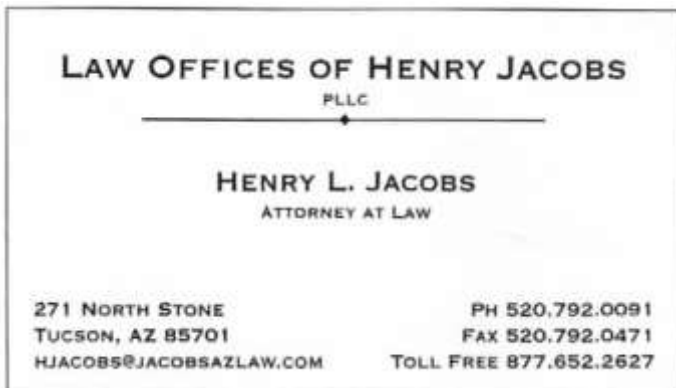 LAW OFFICES OF HENRY JACOBS
PLLC
HENRY L. JACOBS
ATTORNEY AT LAW
271 NORTH STONE
TUCSON, AZ 85701
HJACOBS@JACOBSAZLAW.COM
PH 520.792.0091
FAX 520.792.0471
TOLL FREE 877.652.2627